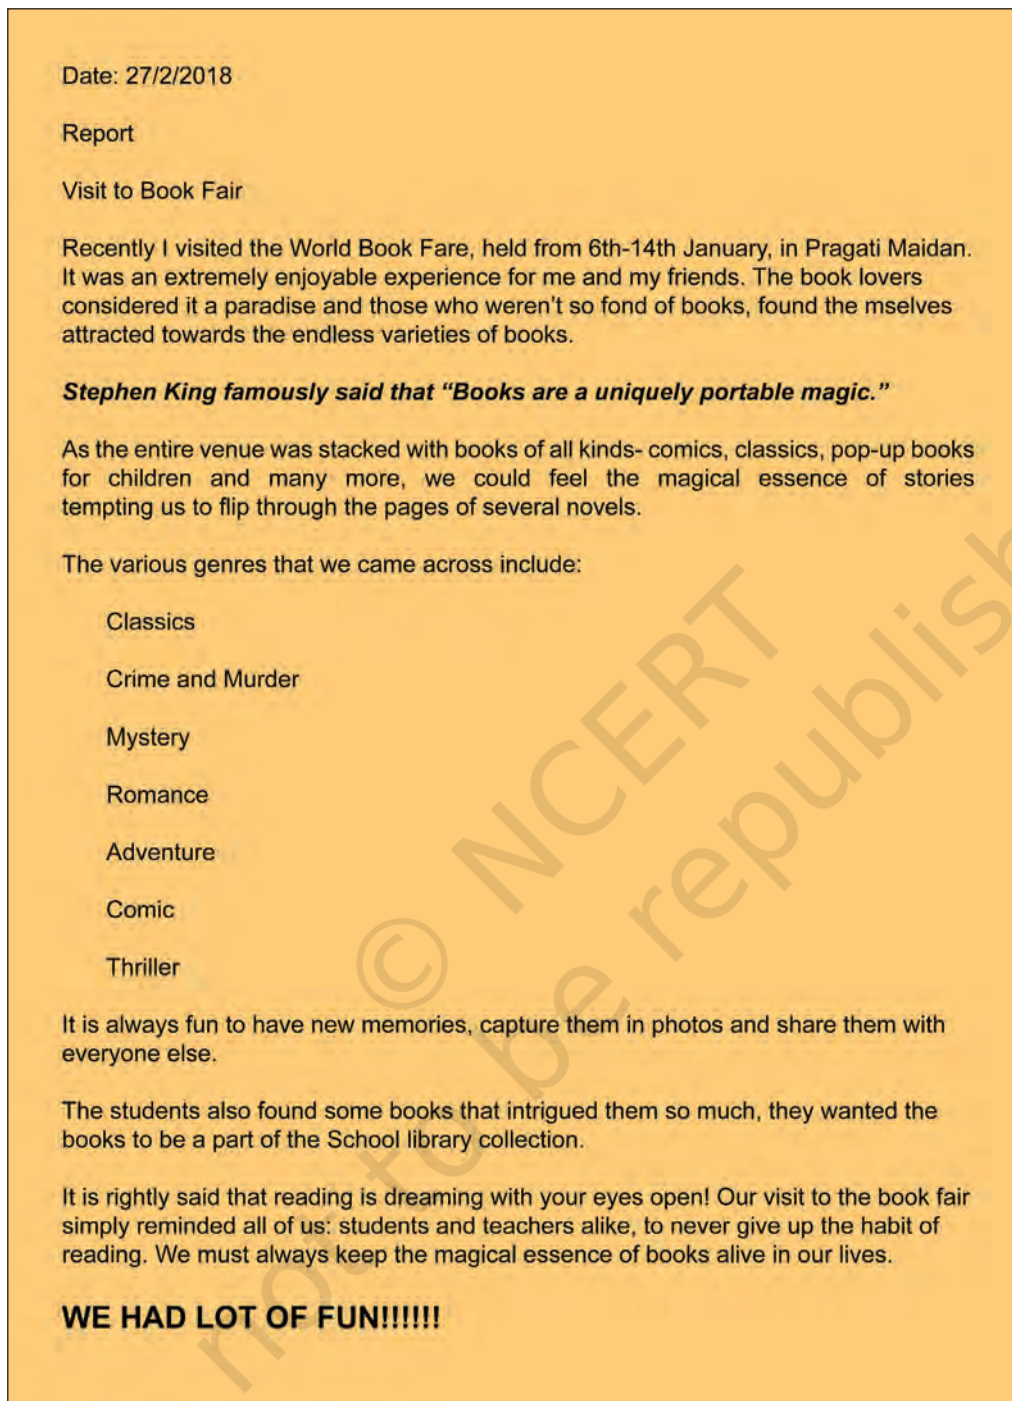 Date: 27/2/2018
Report
Visit to Book Fair
Recently I visited the World Book Fare, held from 6th-14th January, in Pragati Maidan.
It was an extremely enjoyable experience for me and my friends. The book lovers
considered it a paradise and those who weren't so fond of books, found the mselves
attracted towards the endless varieties of books.
Stephen King famously said that “Books are a uniquely portable magic.”
As the entire venue was stacked with books of all kinds- comics, classics, pop-up books
for children and many more, we could feel the magical essence of stories
tempting us to flip through the pages of several novels.
The various genres that we came across include:
Classics
Crime and Murder
Mystery
Romance
Adventure
Comic
Thriller
It is always fun to have new memories, capture them in photos and share them with
everyone else.
The students also found some books that intrigued them so much, they wanted the
books to be a part of the School library collection.
It is rightly said that reading is dreaming with your eyes open! Our visit to the book fair
simply reminded all of us: students and teachers alike, to never give up the habit of
reading. We must always keep the magical essence of books alive in our lives.
WE HAD LOT OF FUN!!!!!!
© NCERT
not to be republish